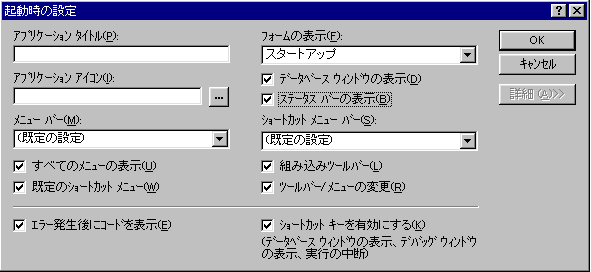 起動時の設定
ｱﾌﾟﾘｹｰｼｮﾝ ﾀｲﾄﾙ(P):
ﾌｫｰﾑの表示(F):
スタートアップ
OK
ｷｬﾝｾﾙ
詳細(A)>>
ｱﾌﾟﾘｹｰｼｮﾝ ｱｲｺﾝ(I):
...
ﾃﾞｰﾀﾍﾞｰｽ ｳｨﾝﾄﾞｳの表示(D)
ｽﾃｰﾀｽ ﾊﾞｰの表示(B)
ﾒﾆｭｰ ﾊﾞｰ(M):
(既定の設定)
ｼｮｰﾄｶｯﾄ ﾒﾆｭｰ ﾊﾞｰ(S):
(既定の設定)
すべてのﾒﾆｭｰの表示(U)
組み込みﾂｰﾙﾊﾞｰ(L)
既定のｼｮｰﾄｶｯﾄ ﾒﾆｭｰ(W)
ﾂｰﾙﾊﾞｰ/ﾒﾆｭｰの変更(R)
ｴﾗｰ発生後にｺｰﾄﾞを表示(E)
ｼｮｰﾄｶｯﾄ ｷｰを有効にする(K)
(ﾃﾞｰﾀﾍﾞｰｽ ｳｨﾝﾄﾞｳの表示、ﾃﾞﾊﾞｯｸﾞ ｳｨﾝﾄﾞｳ
の表示、実行の中断)